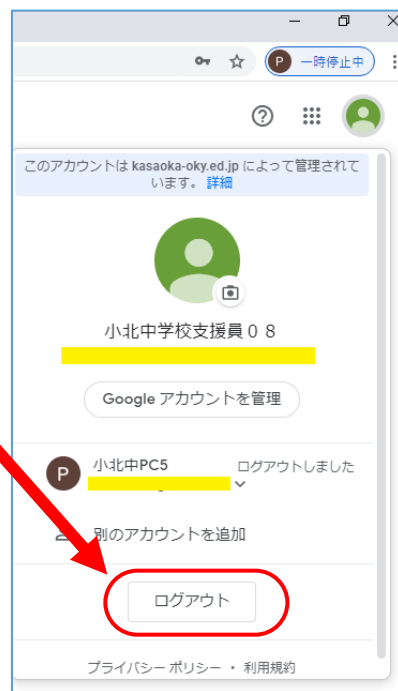 P 一時停止中
このアカウントは kasaoka-oky.ed.jp によって管理されて
います。 詳細
小北中学校支援員０８
Google アカウントを管理
P 小北中PC5 ログアウトしました
別のアカウントを追加
ログアウト
プライバシー ポリシー ・ 利用規約